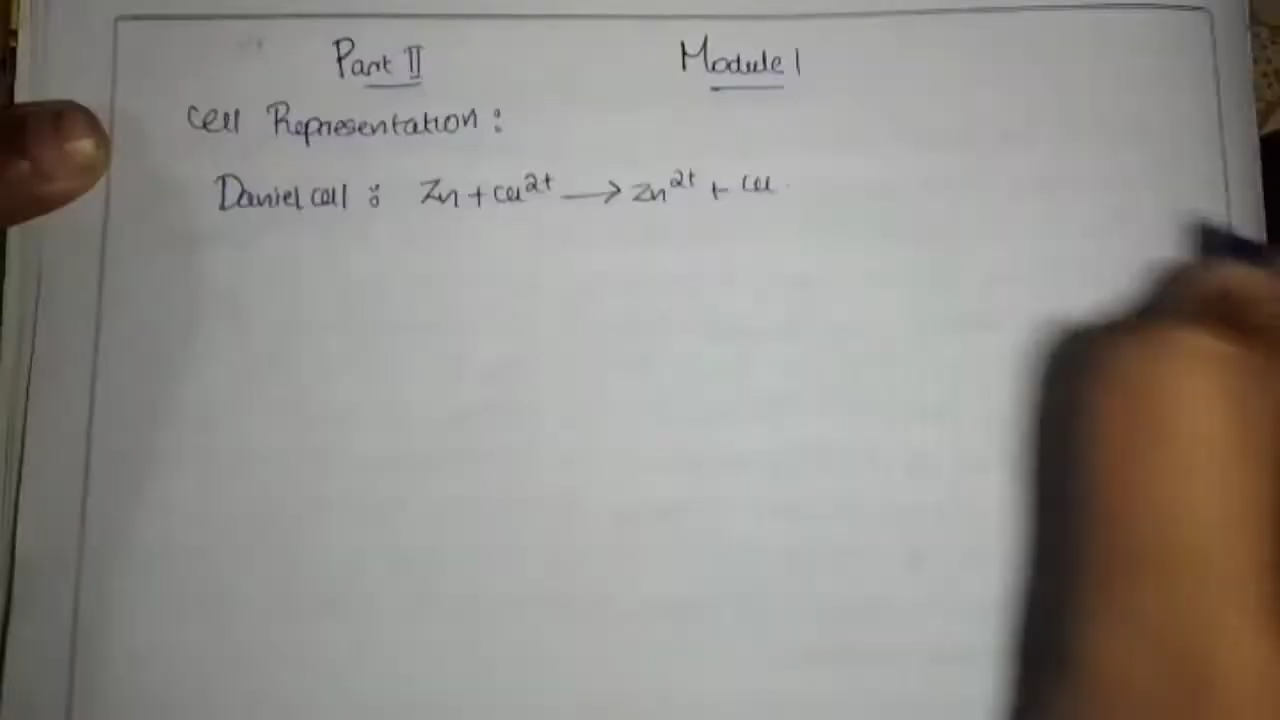 Part II Module 1
Cell Representation:
Daniel cell : Zn + Cu²⁺ ⟶ Zn²⁺ + Cu